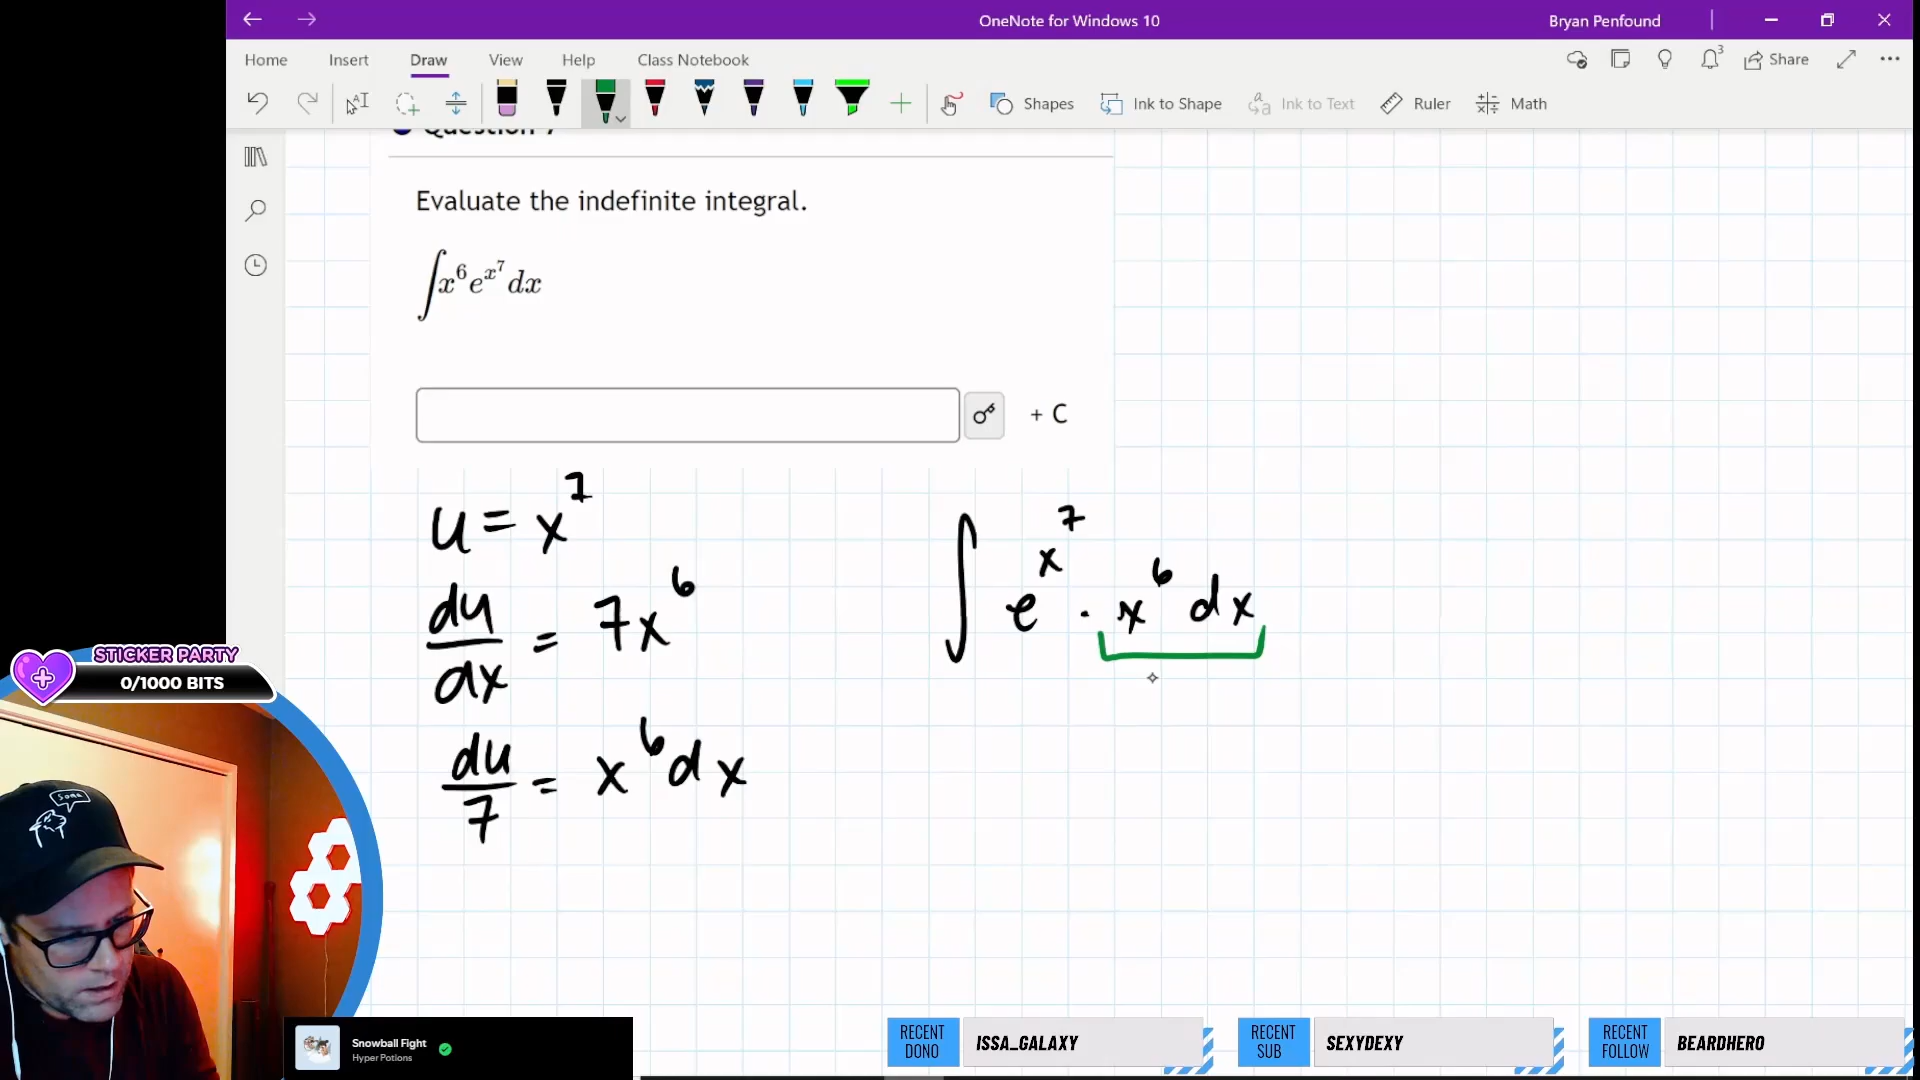 OneNote for Windows 10
Bryan Penfound
Home Insert Draw View Help Class Notebook
3
Share
Shapes
Ink to Shape
Ink to Text
Ruler
Math
Question 7
Evaluate the indefinite integral.
∫x⁶e^{x⁷} dx
+ C
u = x⁷
du/dx = 7x⁶
du/7 = x⁶dx
∫ e^{x⁷} · x⁶ dx
STICKER PARTY
0/1000 BITS
Snowball Fight
Hyper Potions
RECENT DONO
ISSA_GALAXY
RECENT SUB
SEXYDEXY
RECENT FOLLOW
BEARDHERO